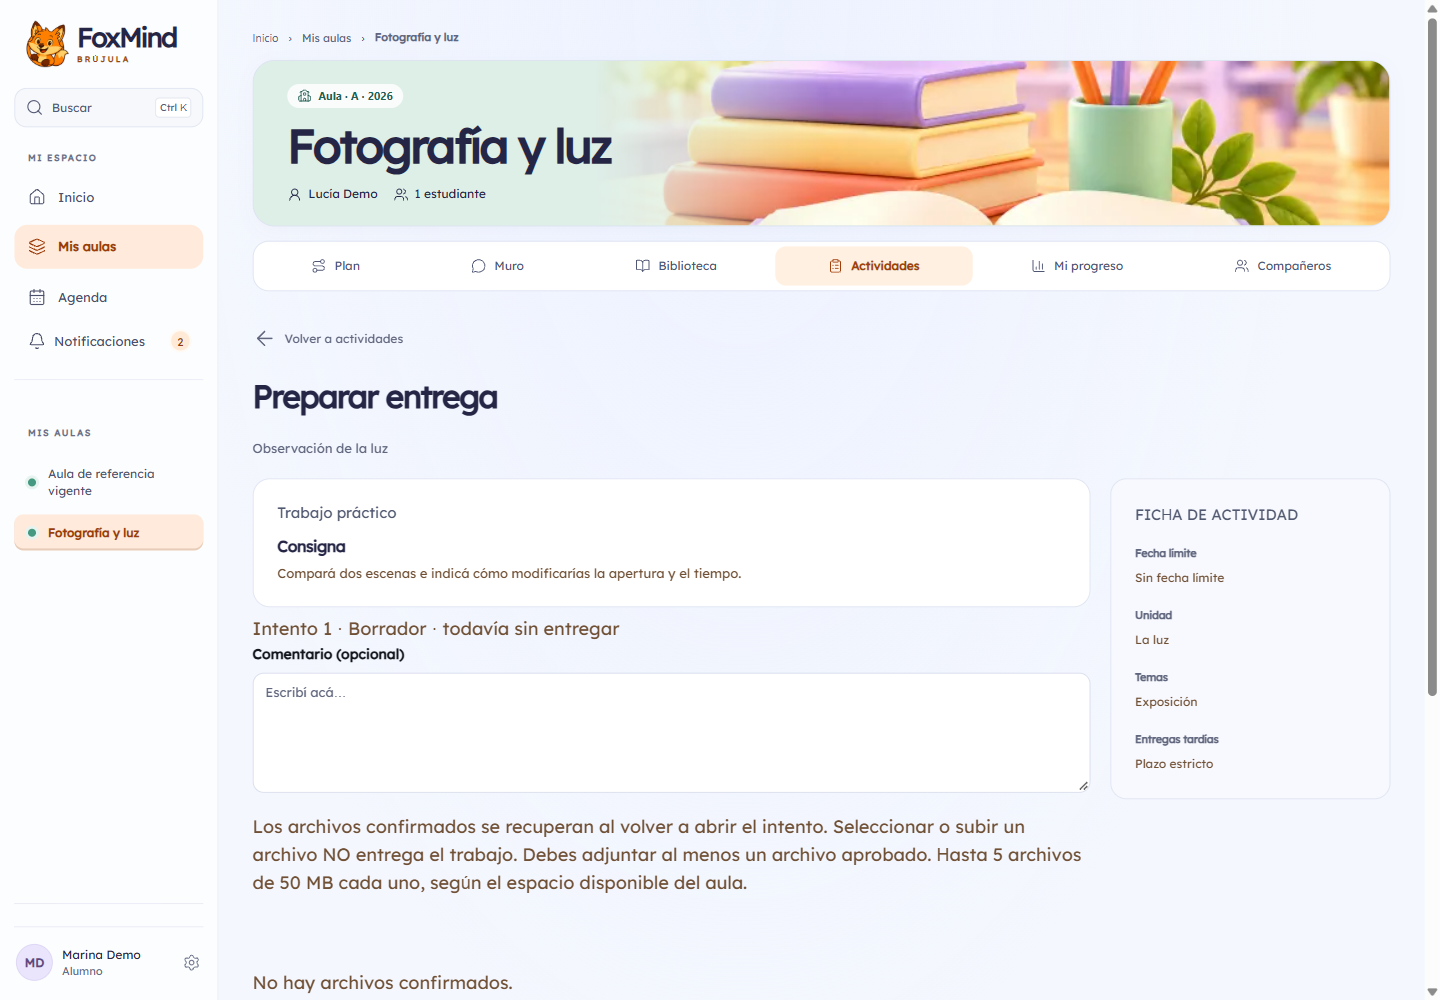 FoxMind
BRÚJULA
Buscar
Ctrl K
MI ESPACIO
Inicio
Mis aulas
Agenda
Notificaciones
2
MIS AULAS
Aula de referencia
vigente
Fotografía y luz
MD
Marina Demo
Alumno
Inicio › Mis aulas › Fotografía y luz
Aula · A · 2026
Fotografía y luz
Lucía Demo
1 estudiante
Plan
Muro
Biblioteca
Actividades
Mi progreso
Compañeros
Volver a actividades
Preparar entrega
Observación de la luz
Trabajo práctico
Consigna
Compará dos escenas e indicá cómo modificarías la apertura y el tiempo.
Intento 1 · Borrador · todavía sin entregar
Comentario (opcional)
Escribí acá...
Los archivos confirmados se recuperan al volver a abrir el intento. Seleccionar o subir un
archivo NO entrega el trabajo. Debes adjuntar al menos un archivo aprobado. Hasta 5 archivos
de 50 MB cada uno, según el espacio disponible del aula.
No hay archivos confirmados.
FICHA DE ACTIVIDAD
Fecha límite
Sin fecha límite
Unidad
La luz
Temas
Exposición
Entregas tardías
Plazo estricto